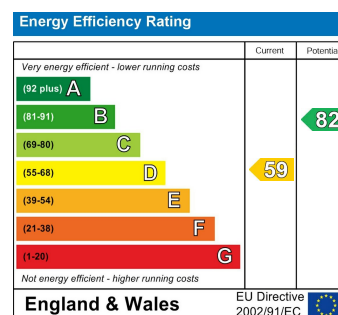 Energy Efficiency Rating
Current Potentia
Very energy efficient - lower running costs
(92 plus) A
(81-91) B
82
(69-80) C
(55-68) D
59
(39-54) E
(21-38) F
(1-20) G
Not energy efficient - higher running costs
England & Wales
EU Directive
2002/91/EC